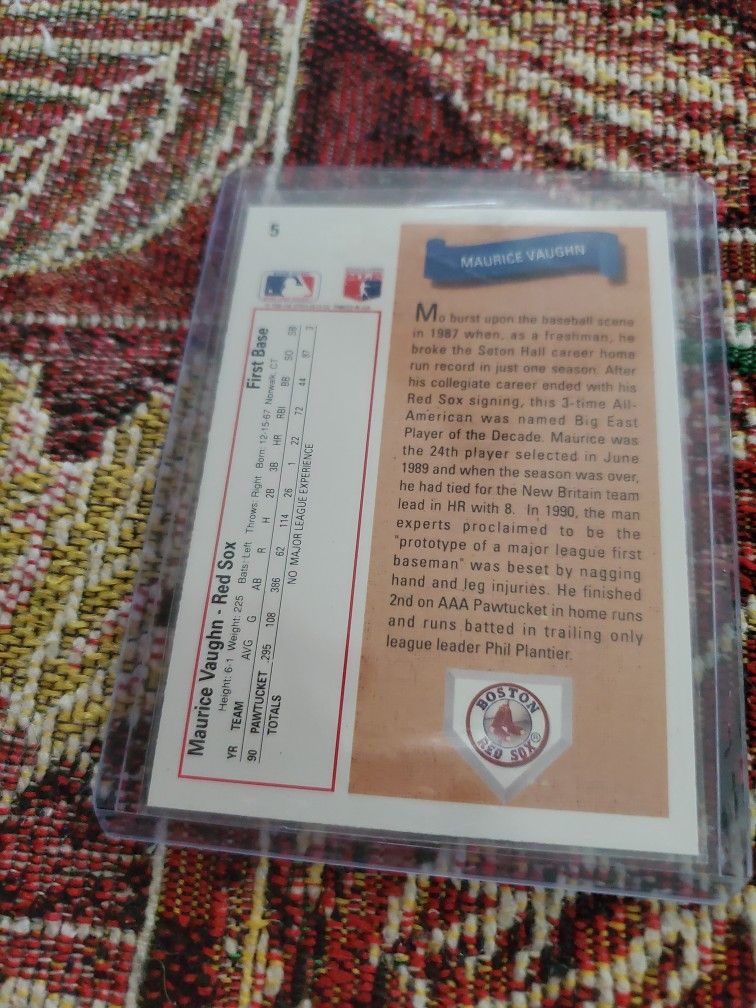 5
MAURICE VAUGHN
Mo burst upon the baseball scene
in 1987 when, as a freshman, he
broke the Seton Hall career home
run record in just one season. After
his collegiate career ended with his
Red Sox signing, this 3-time All-
American was named Big East
Player of the Decade. Maurice was
the 24th player selected in June
1989 and when the season was over,
he had tied for the New Britain team
lead in HR with 8. In 1990, the man
experts proclaimed to be the
"prototype of a major league first
baseman" was beset by nagging
hand and leg injuries. He finished
2nd on AAA Pawtucket in home runs
and runs batted in trailing only
league leader Phil Plantier.
BOSTON
RED SOX®
Maurice Vaughn - Red Sox First Base
Height: 6-1 Weight: 225 Bats: Left Throws: Right Born: 12-15-67 Norwalk, CT
YR TEAM AVG G AB R H 2B 3B HR RBI BB SO SB
90 PAWTUCKET .295 108 386 62 114 26 1 22 72 44 87 3
TOTALS NO MAJOR LEAGUE EXPERIENCE